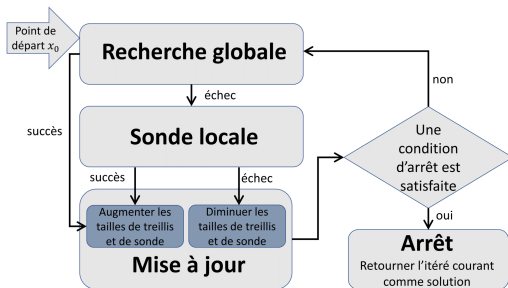 Point de
départ x₀
Recherche globale
échec
non
succès
Sonde locale
succès
échec
Une
condition
d'arrêt est
satisfaite
Augmenter les
tailles de treillis
et de sonde
Diminuer les
tailles de treillis
et de sonde
Mise à jour
oui
Arrêt
Retourner l'itéré courant
comme solution